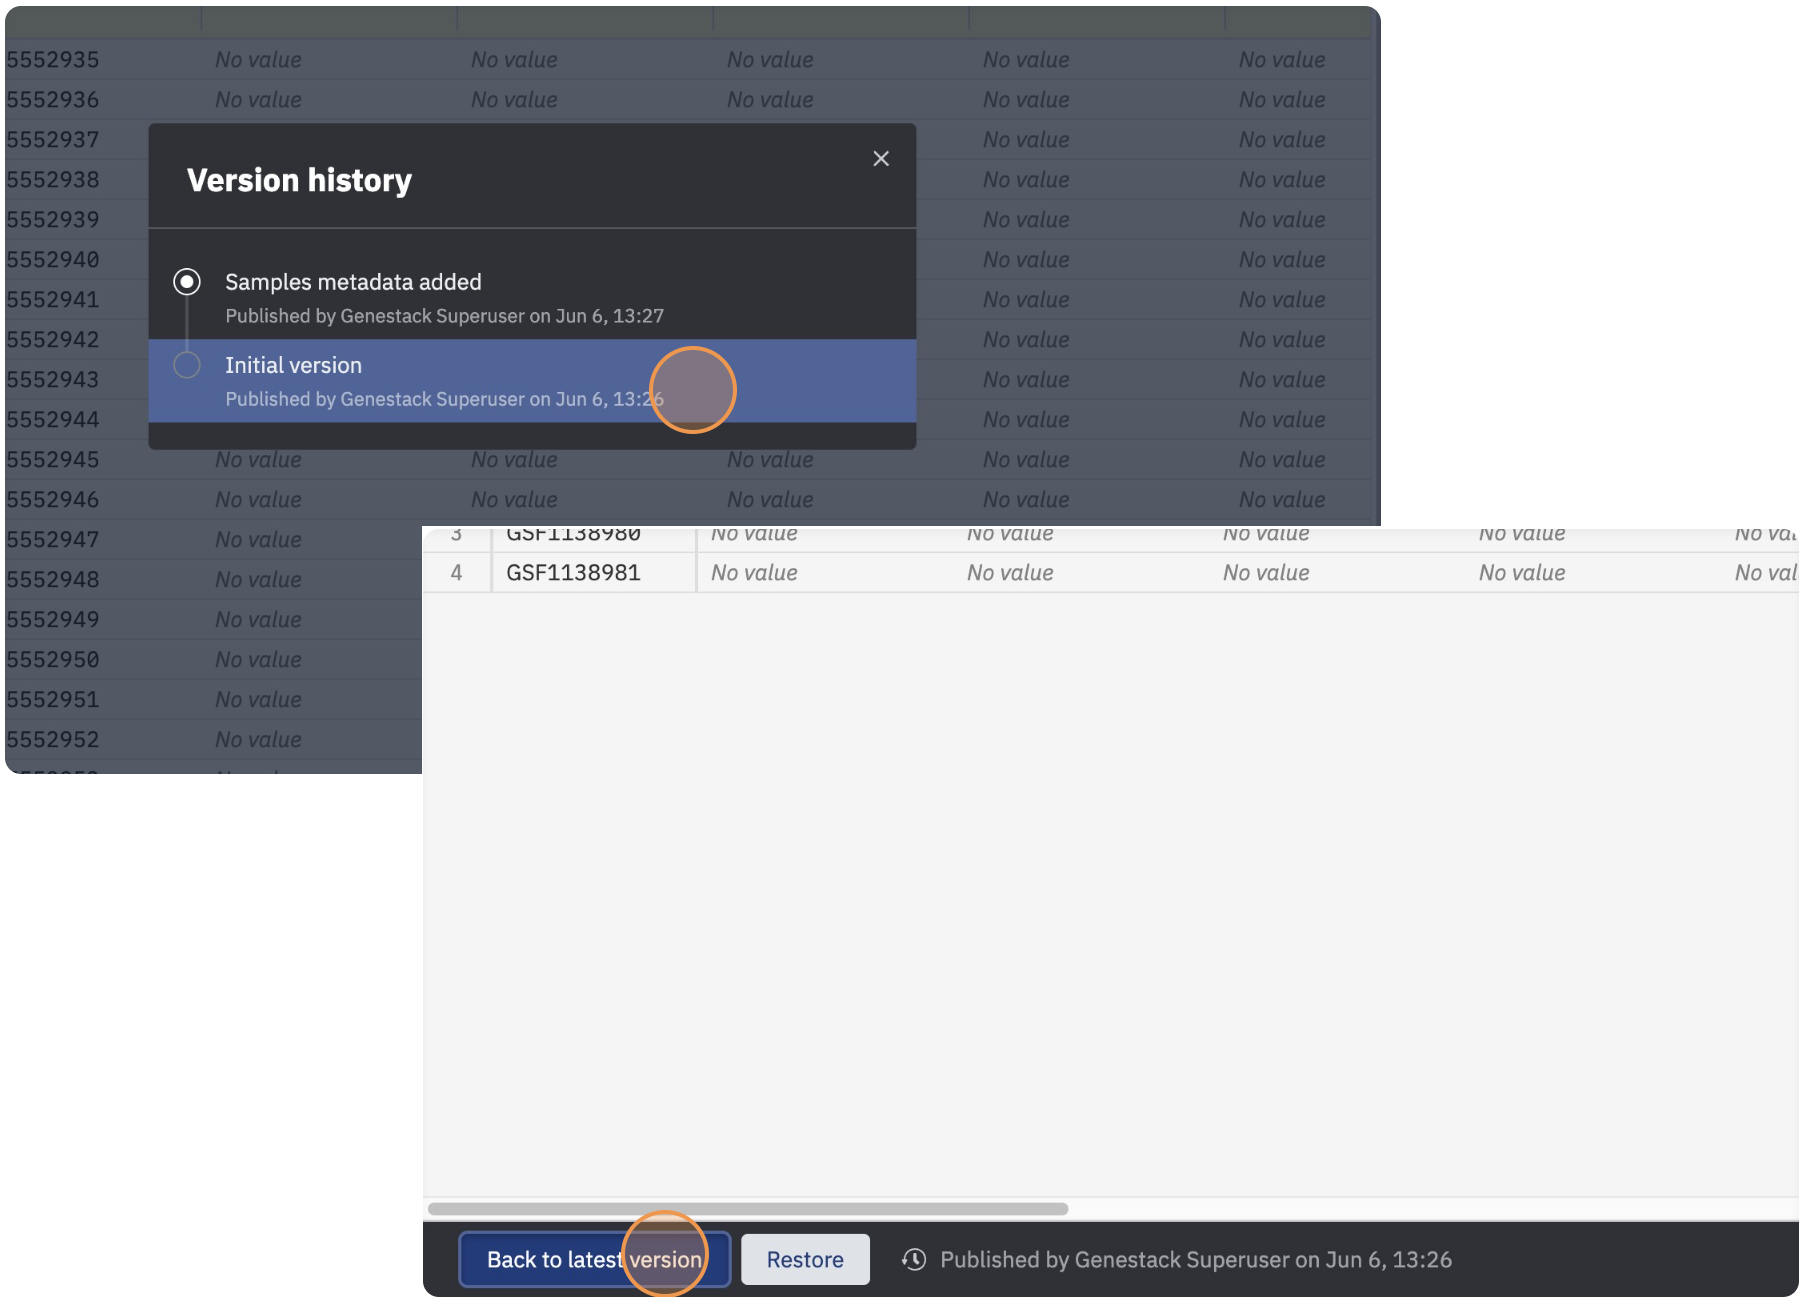 5552935 No value No value No value No value No value
5552936 No value No value No value No value No value
5552937 No value No value
5552938 No value No value
5552939 No value No value
5552940 No value No value
5552941 No value No value
5552942 No value No value
5552943 No value No value
5552944 No value No value
5552945 No value No value No value No value No value
5552946 No value No value No value No value No value
5552947 No value
5552948 No value
5552949 No value
5552950 No value
5552951 No value
5552952 No value
Version history
Samples metadata added
Published by Genestack Superuser on Jun 6, 13:27
Initial version
Published by Genestack Superuser on Jun 6, 13:26
3 GSF1138980 No value No value No value No value No val
4 GSF1138981 No value No value No value No value No val
Back to latest version Restore Published by Genestack Superuser on Jun 6, 13:26